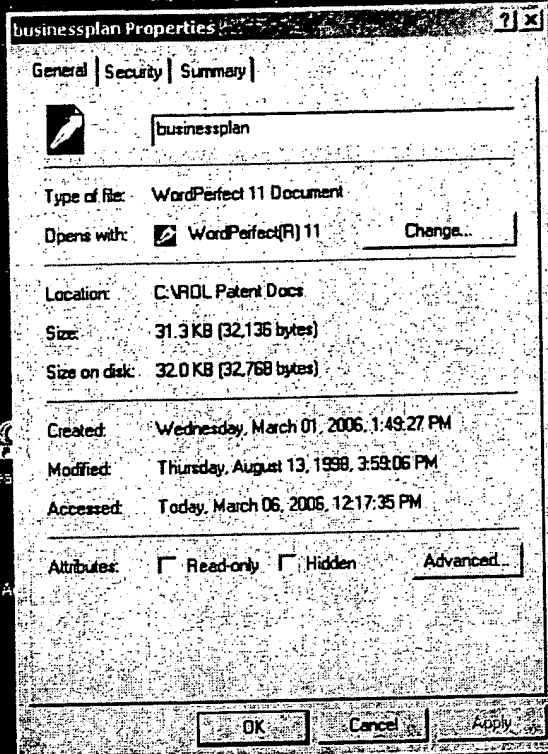 businessplan Properties ? X
General Security Summary
businessplan
Type of file: WordPerfect 11 Document
Opens with: WordPerfect(R) 11 Change...
Location: C:\ROL Patent Docs
Size: 31.3 KB (32,136 bytes)
Size on disk: 32.0 KB (32,768 bytes)
Created: Wednesday, March 01, 2006, 1:49:27 PM
Modified: Thursday, August 13, 1998, 3:59:06 PM
Accessed: Today, March 06, 2006, 12:17:35 PM
Attributes: Read-only Hidden Advanced...
OK Cancel Apply